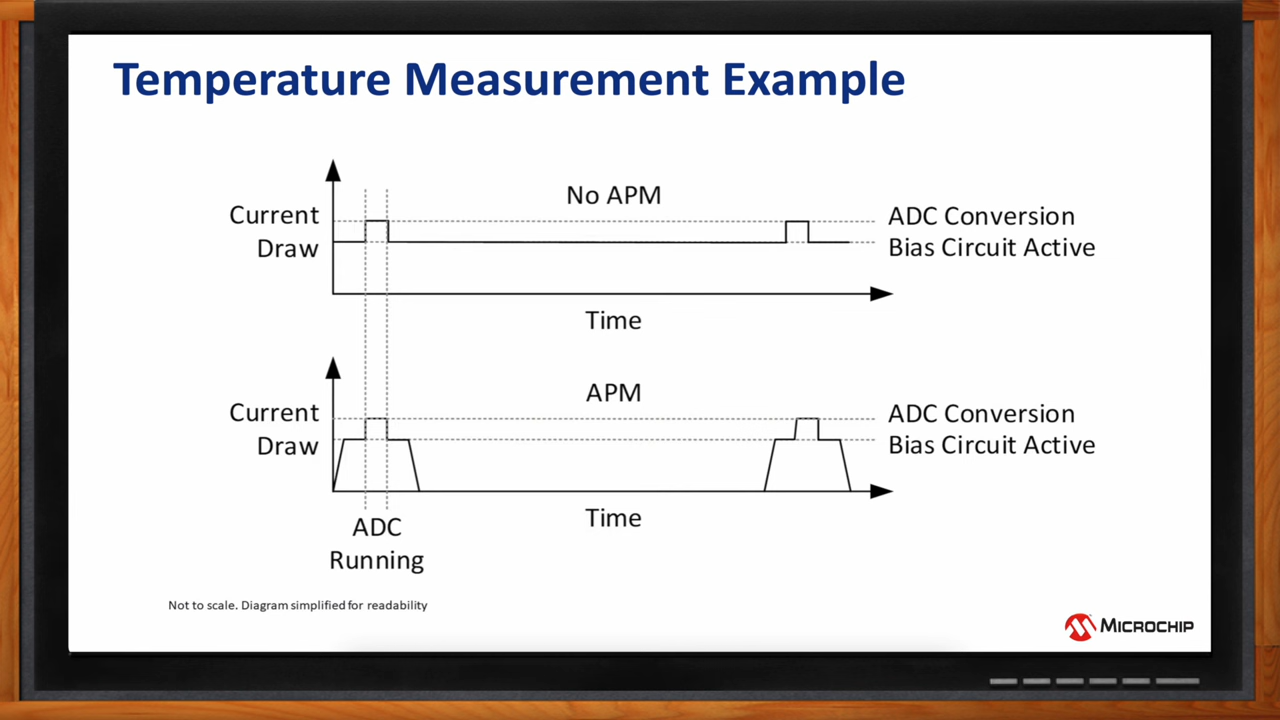 Temperature Measurement Example
No APM
Current
Draw
ADC Conversion
Bias Circuit Active
Time
APM
Current
Draw
ADC Conversion
Bias Circuit Active
Time
ADC
Running
Not to scale. Diagram simplified for readability
MICROCHIP